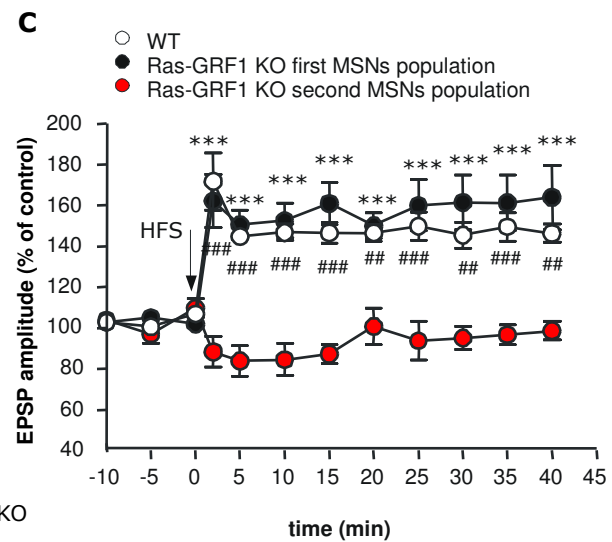 C
WT
Ras-GRF1 KO first MSNs population
Ras-GRF1 KO second MSNs population
EPSP amplitude (% of control)
200
180
160
140
120
100
80
60
40
HFS
*** *** *** *** *** *** *** *** ***
### ### ### ### ## ### ## ### ##
-10 -5 0 5 10 15 20 25 30 35 40 45
KO
time (min)